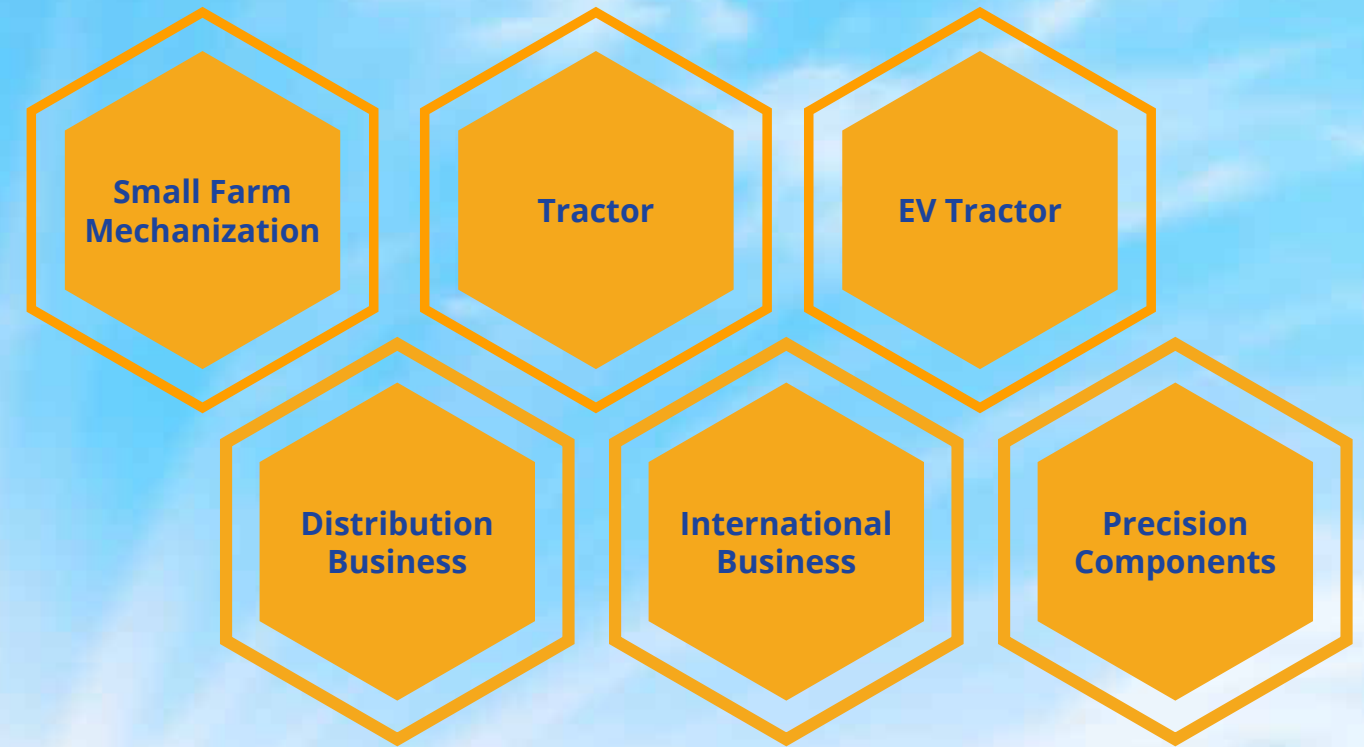 Small Farm
Mechanization
Tractor
EV Tractor
Distribution
Business
International
Business
Precision
Components